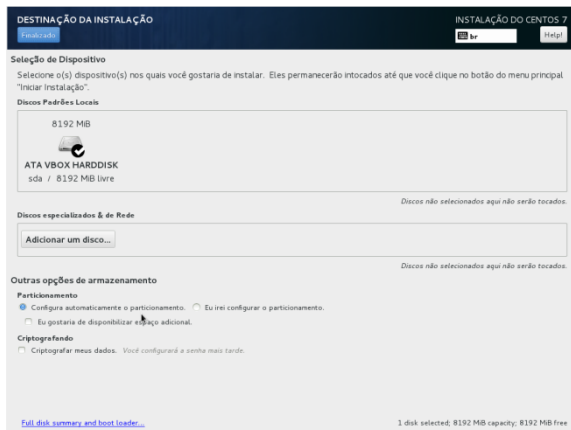 DESTINAÇÃO DA INSTALAÇÃO
INSTALAÇÃO DO CENTOS 7
Finalizado
br
Help!
Seleção de Dispositivo
Selecione o(s) dispositivo(s) nos quais você gostaria de instalar. Eles permanecerão intocados até que você clique no botão do menu principal
"Iniciar Instalação".
Discos Padrões Locais
8192 MiB
ATA VBOX HARDDISK
sda / 8192 MiB livre
Discos não selecionados aqui não serão tocados.
Discos especializados & de Rede
Adicionar um disco...
Discos não selecionados aqui não serão tocados.
Outras opções de armazenamento
Particionamento
Configura automaticamente o particionamento. Eu irei configurar o particionamento.
Eu gostaria de disponibilizar espaço adicional.
Criptografando
Criptografar meus dados. Você configurará a senha mais tarde.
Full disk summary and boot loader...
1 disk selected; 8192 MiB capacity; 8192 MiB free